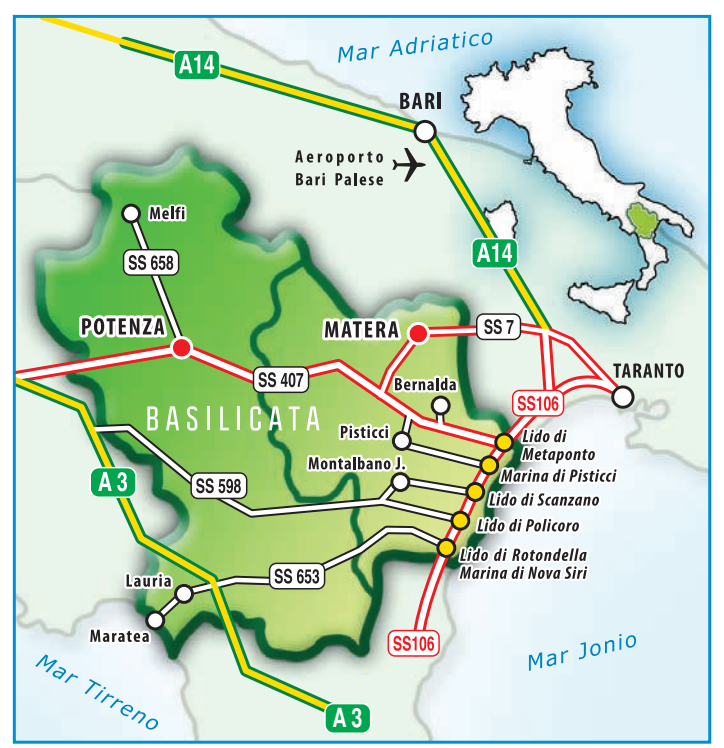 Mar Adriatico
A14
BARI
Aeroporto
Bari Palese
Melfi
A14
SS 658
POTENZA
MATERA
SS 7
SS 407
Bernalda
TARANTO
SS106
BASILICATA
Pisticci
Lido di
Metaponto
Montalbano J.
Marina di Pisticci
A 3
SS 598
Lido di Scanzano
Lido di Policoro
Lauria
SS 653
Lido di Rotondella
Marina di Nova Siri
Maratea
SS106
Mar Jonio
Mar Tirreno
A 3